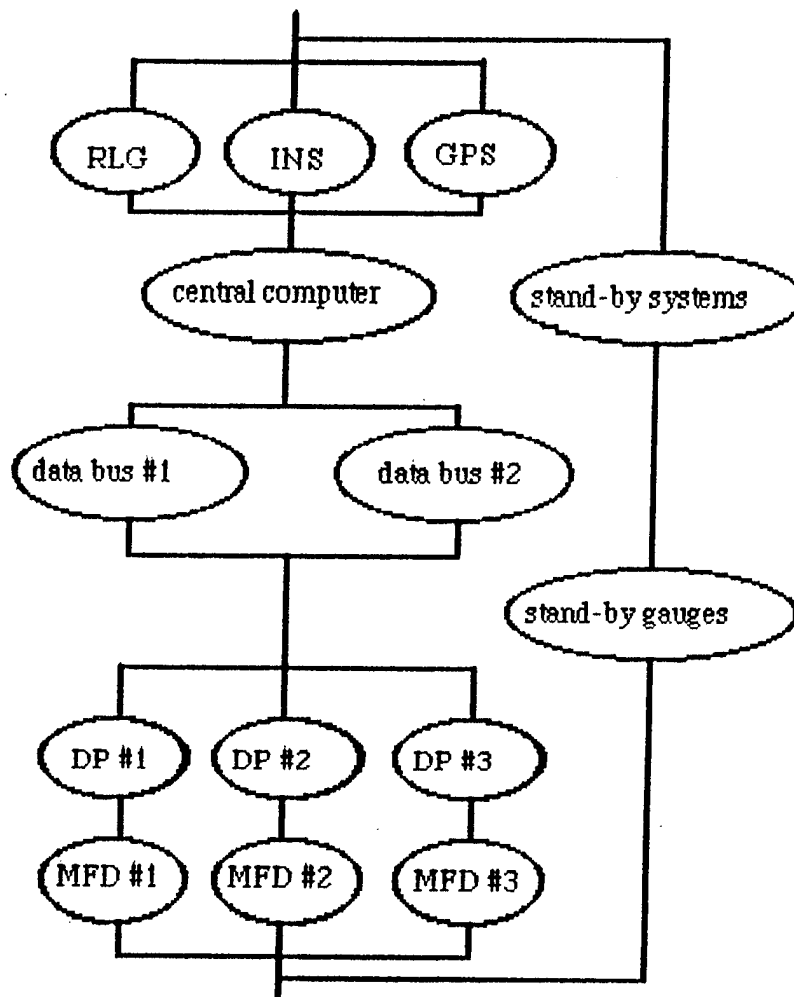 RLG
INS
GPS
central computer
stand-by systems
data bus #1
data bus #2
stand-by gauges
DP #1
DP #2
DP #3
MFD #1
MFD #2
MFD #3